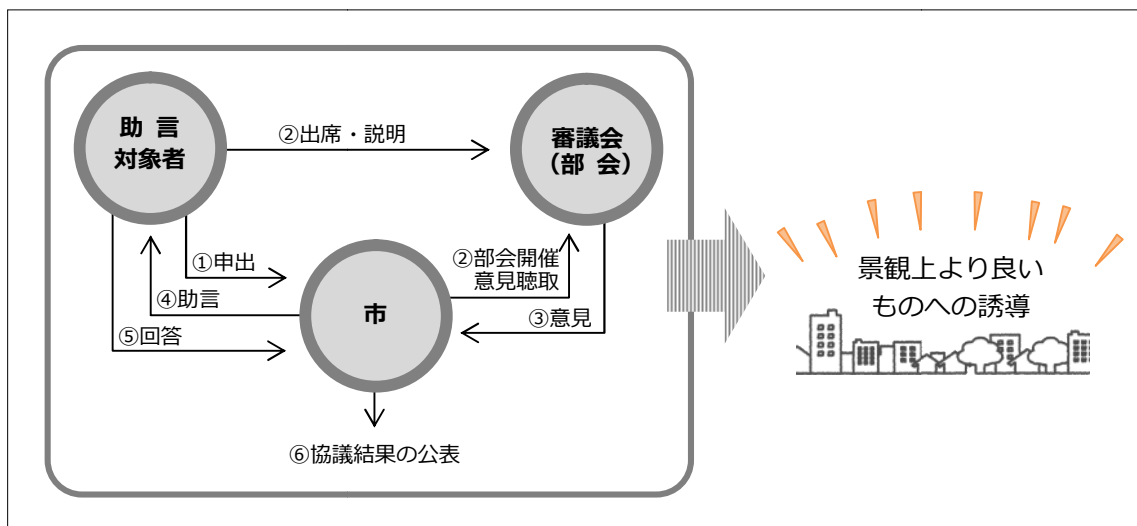 助 言
対象者
②出席・説明
審議会
（部 会）
①申出
②部会開催
意見聴取
④助言
市
③意見
⑤回答
⑥協議結果の公表
景観上より良い
ものへの誘導